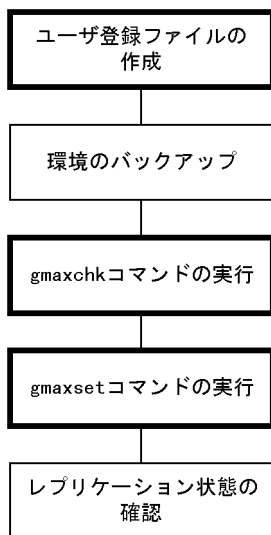 ユーザ登録ファイルの
作成
環境のバックアップ
gmaxchkコマンドの実行
gmaxsetコマンドの実行
レプリケーション状態の
確認